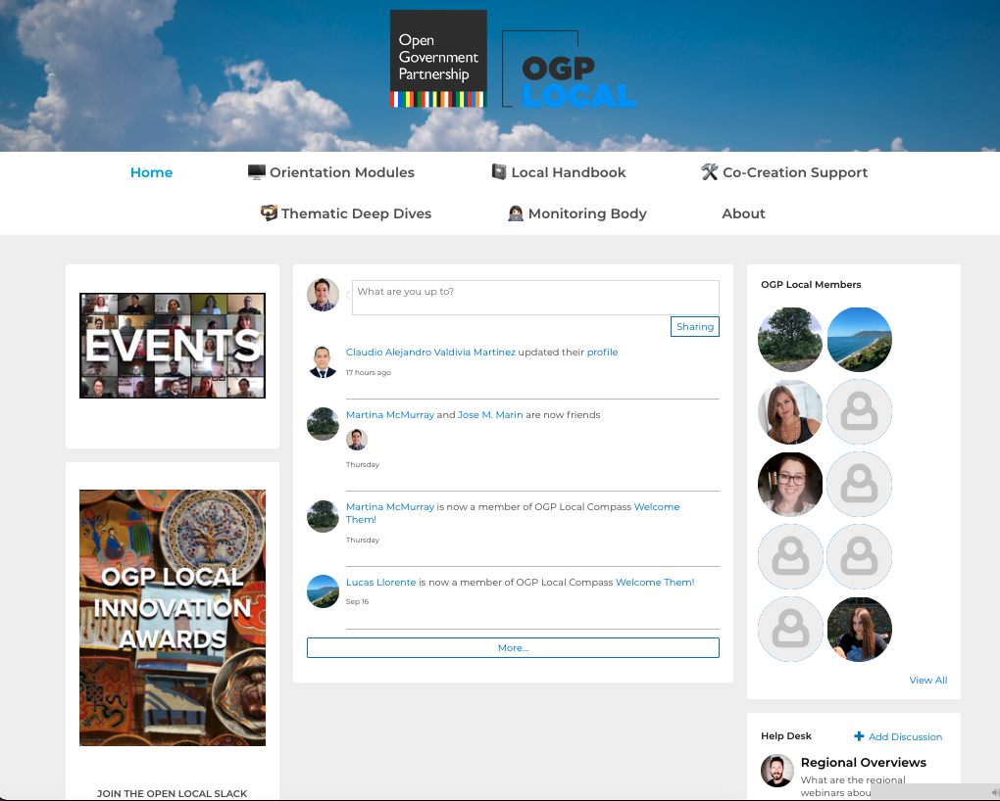 Open
Government
Partnership
OGP
LOCAL
Home
Orientation Modules
Local Handbook
Co-Creation Support
Thematic Deep Dives
Monitoring Body
About
EVENTS
OGP LOCAL
INNOVATION
AWARDS
JOIN THE OPEN LOCAL SLACK
What are you up to?
Sharing
Claudio Alejandro Valdivia Martinez updated their profile
17 hours ago
Martina McMurray and Jose M. Marin are now friends
Thursday
Martina McMurray is now a member of OGP Local Compass Welcome
Them!
Thursday
Lucas Llorente is now a member of OGP Local Compass Welcome Them!
Sep 16
More...
OGP Local Members
View All
Help Desk
Add Discussion
Regional Overviews
What are the regional
webinars abou